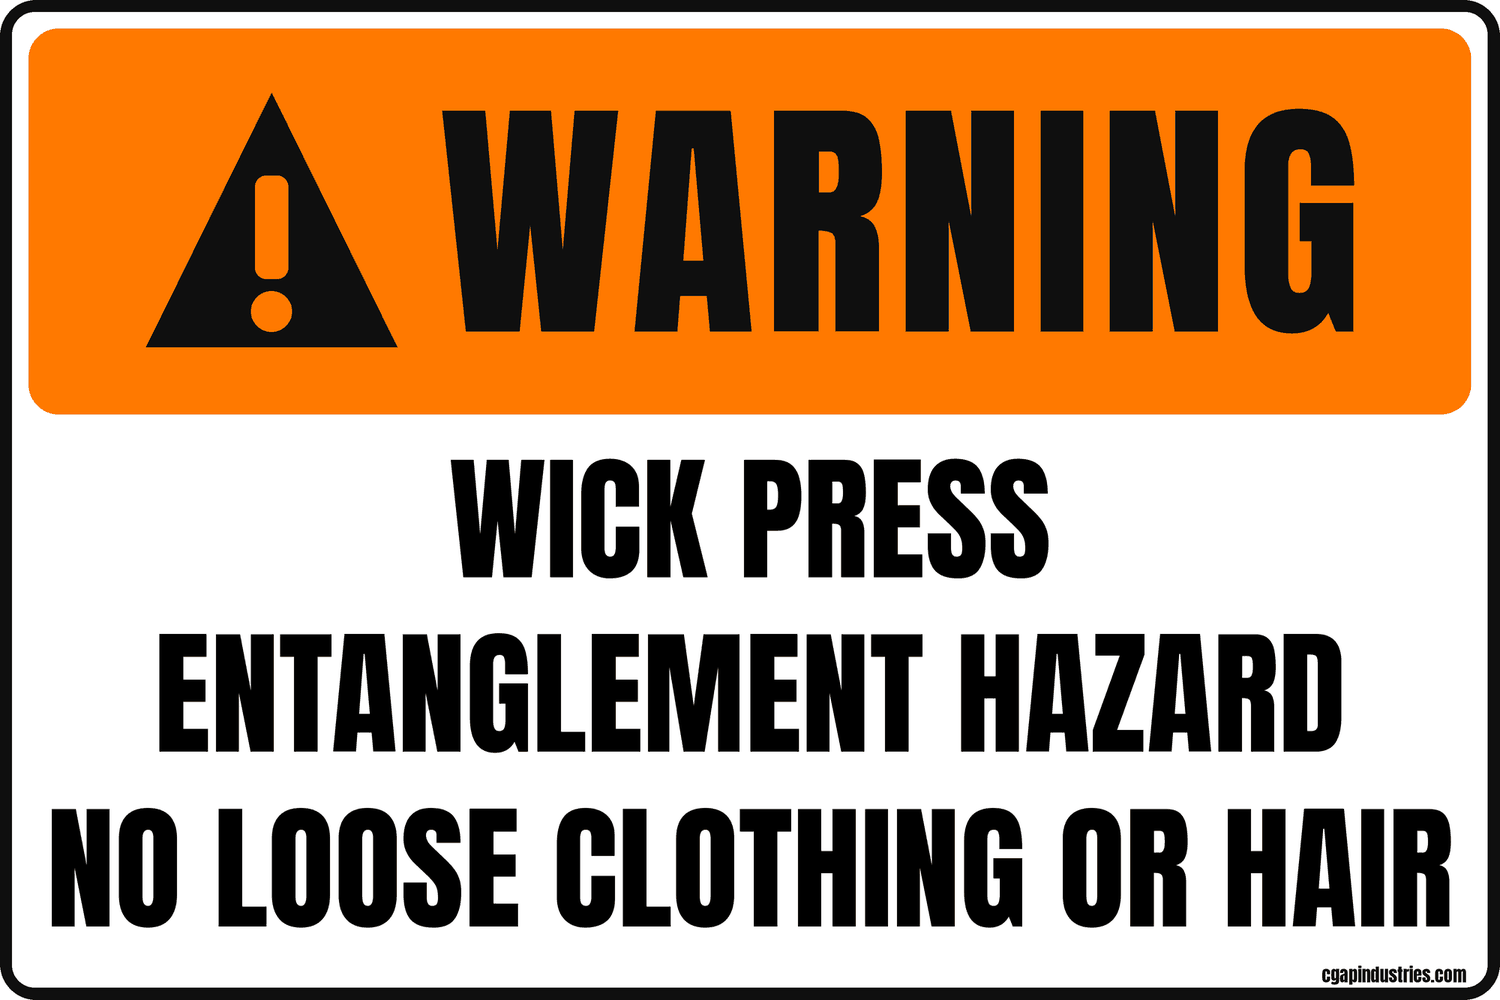 WARNING
WICK PRESS
ENTANGLEMENT HAZARD
NO LOOSE CLOTHING OR HAIR
cgapindustries.com